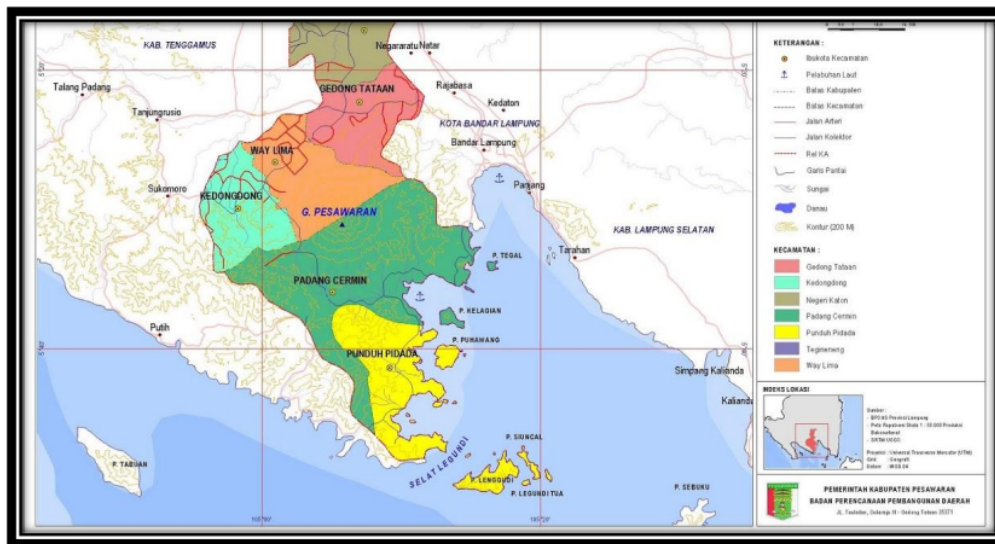 KAB. TENGGAMUS
Negararatu
Natar
GEDONG TATAAN
Rajabasa
Talang Padang
Kedaton
Tanjungrusio
KOTA BANDAR LAMPUNG
WAY LIMA
Bandar Lampung
Sukomoro
KEDONGDONG
Panjang
G. PESAWARAN
KAB. LAMPUNG SELATAN
P. TEGAL
Tarahan
PADANG CERMIN
P. KELAGIAN
Putih
P. PUHAWANG
PUNDUH PIDADA
Simpang Kalianda
Kalianda
P. SIUNCAL
P. TABUAN
SELAT LEGUNDI
P. LENGGUDI
P. LEGUNDI TUA
P. SEBUKU
KETERANGAN :
Ibukota Kecamatan
Pelabuhan Laut
Batas Kabupaten
Batas Kecamatan
Jalan Arteri
Jalan Kolektor
Rel KA
Garis Pantai
Sungai
Danau
Kontur (200 M)
KECAMATAN :
Gedong Tataan
Kedongdong
Negeri Katon
Padang Cermin
Punduh Pidada
Tegineneng
Way Lima
INDEKS LOKASI
Sumber :
PEMERINTAH KABUPATEN PESAWARAN
BADAN PERENCANAAN PEMBANGUNAN DAERAH